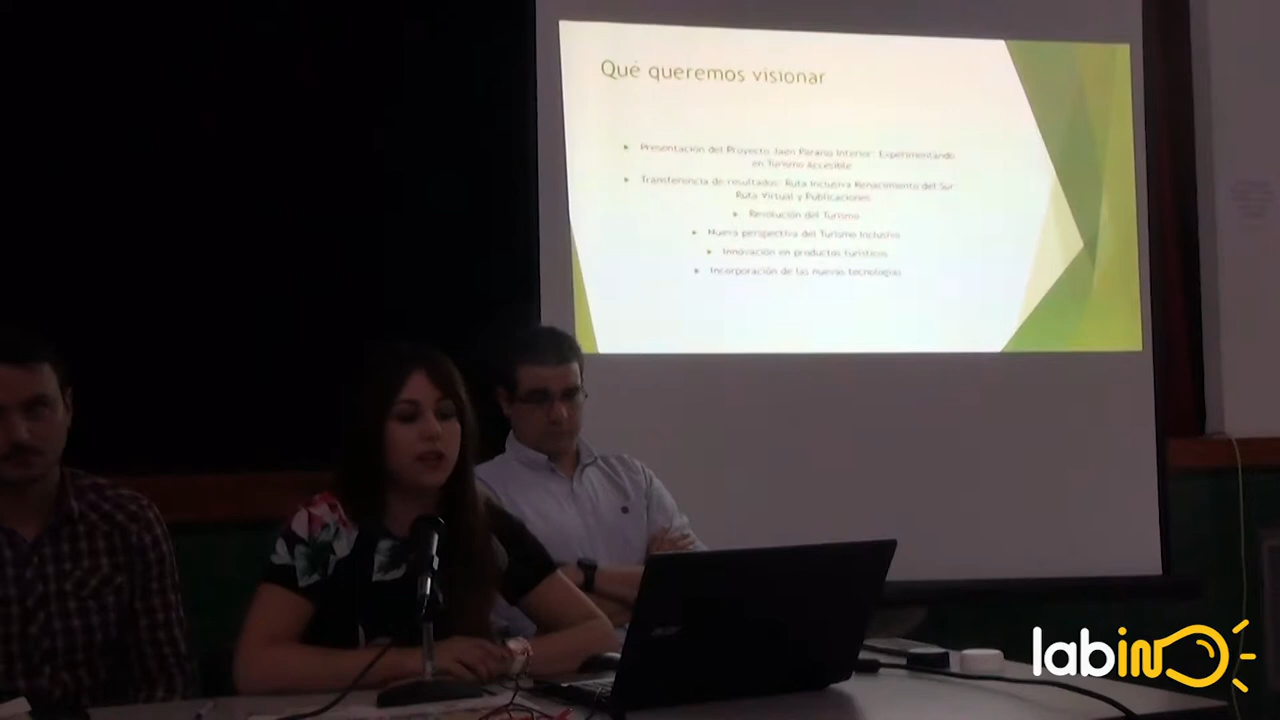 Qué queremos visionar
Presentación del Proyecto Jaén Paraíso Interior: Experimentando
en Turismo Accesible
Transferencia de resultados: Ruta Inclusiva Renacimiento del Sur
Ruta Virtual y Publicaciones
Revolución del Turismo
Nueva perspectiva del Turismo Inclusivo
Innovación en productos turísticos
Incorporación de las nuevas tecnologías
acer
labin